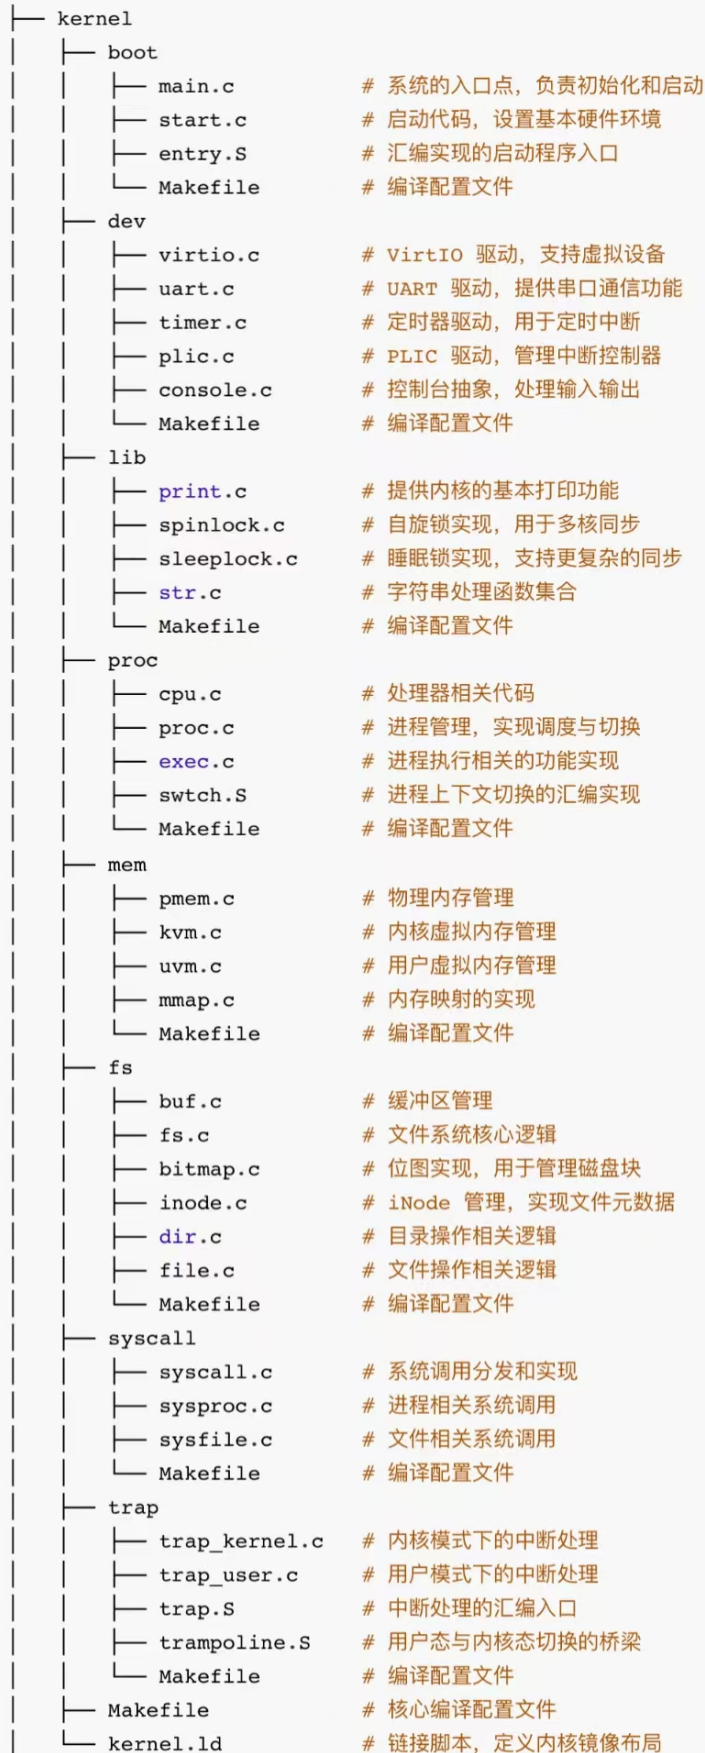 ├── kernel
│   ├── boot
│   │   ├── main.c          # 系统的入口点，负责初始化和启动
│   │   ├── start.c         # 启动代码，设置基本硬件环境
│   │   ├── entry.S         # 汇编实现的启动程序入口
│   │   └── Makefile        # 编译配置文件
│   ├── dev
│   │   ├── virtio.c        # VirtIO 驱动，支持虚拟设备
│   │   ├── uart.c          # UART 驱动，提供串口通信功能
│   │   ├── timer.c         # 定时器驱动，用于定时中断
│   │   ├── plic.c          # PLIC 驱动，管理中断控制器
│   │   ├── console.c       # 控制台抽象，处理输入输出
│   │   └── Makefile        # 编译配置文件
│   ├── lib
│   │   ├── print.c         # 提供内核的基本打印功能
│   │   ├── spinlock.c      # 自旋锁实现，用于多核同步
│   │   ├── sleeplock.c     # 睡眠锁实现，支持更复杂的同步
│   │   ├── str.c           # 字符串处理函数集合
│   │   └── Makefile        # 编译配置文件
│   ├── proc
│   │   ├── cpu.c           # 处理器相关代码
│   │   ├── proc.c          # 进程管理，实现调度与切换
│   │   ├── exec.c          # 进程执行相关的功能实现
│   │   ├── swtch.S         # 进程上下文切换的汇编实现
│   │   └── Makefile        # 编译配置文件
│   ├── mem
│   │   ├── pmem.c          # 物理内存管理
│   │   ├── kvm.c           # 内核虚拟内存管理
│   │   ├── uvm.c           # 用户虚拟内存管理
│   │   ├── mmap.c          # 内存映射的实现
│   │   └── Makefile        # 编译配置文件
│   ├── fs
│   │   ├── buf.c           # 缓冲区管理
│   │   ├── fs.c            # 文件系统核心逻辑
│   │   ├── bitmap.c        # 位图实现，用于管理磁盘块
│   │   ├── inode.c         # iNode 管理，实现文件元数据
│   │   ├── dir.c           # 目录操作相关逻辑
│   │   ├── file.c          # 文件操作相关逻辑
│   │   └── Makefile        # 编译配置文件
│   ├── syscall
│   │   ├── syscall.c       # 系统调用分发和实现
│   │   ├── sysproc.c       # 进程相关系统调用
│   │   ├── sysfile.c       # 文件相关系统调用
│   │   └── Makefile        # 编译配置文件
│   ├── trap
│   │   ├── trap_kernel.c   # 内核模式下的中断处理
│   │   ├── trap_user.c     # 用户模式下的中断处理
│   │   ├── trap.S          # 中断处理的汇编入口
│   │   ├── trampoline.S    # 用户态与内核态切换的桥梁
│   │   └── Makefile        # 编译配置文件
│   ├── Makefile            # 核心编译配置文件
│   └── kernel.ld           # 链接脚本，定义内核镜像布局